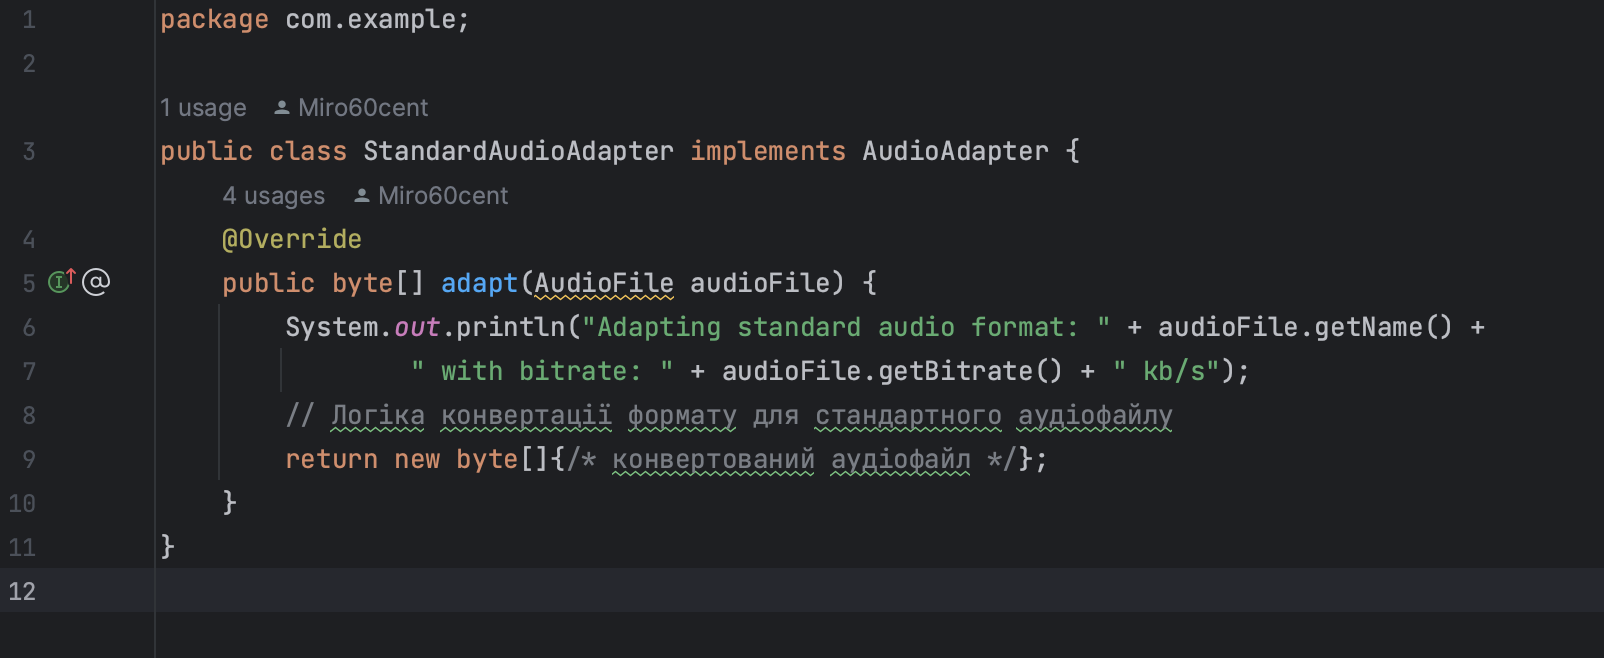 1 package com.example;
2
1 usage Miro60cent
3 public class StandardAudioAdapter implements AudioAdapter {
4 usages Miro60cent
4 @Override
5 public byte[] adapt(AudioFile audioFile) {
6 System.out.println("Adapting standard audio format: " + audioFile.getName() +
7 " with bitrate: " + audioFile.getBitrate() + " kb/s");
8 // Логіка конвертації формату для стандартного аудіофайлу
9 return new byte[]{/* конвертований аудіофайл */};
10 }
11 }
12